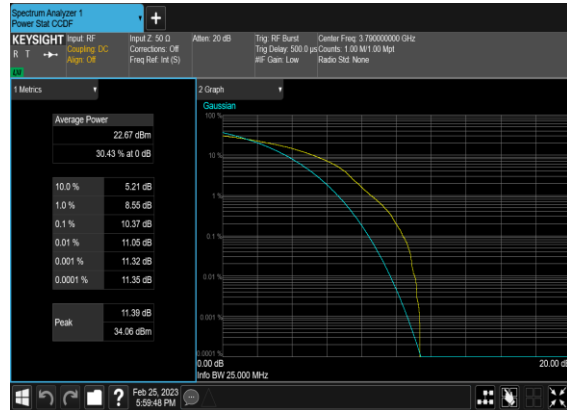 Spectrum Analyzer 1
Power Stat CCDF
+
KEYSIGHT
R T
LW
Input: RF
Coupling: DC
Align: Off
Input Z: 50 Ω
Corrections: Off
Freq Ref: Int (S)
Atten: 20 dB
Trig: RF Burst
Trig Delay: 500.0 µs
#IF Gain: Low
Center Freq: 3.790000000 GHz
Counts: 1.00 M/1.00 Mpt
Radio Std: None
1 Metrics
Average Power
22.67 dBm
30.43 % at 0 dB
10.0 % 5.21 dB
1.0 % 8.55 dB
0.1 % 10.37 dB
0.01 % 11.05 dB
0.001 % 11.32 dB
0.0001 % 11.35 dB
Peak
11.39 dB
34.06 dBm
2 Graph
Gaussian
100 %
10 %
1 %
0.1 %
0.01 %
0.001 %
0.0001 %
0.00 dB
20.00 dB
Info BW 25.000 MHz
?
Feb 25, 2023
5:59:48 PM